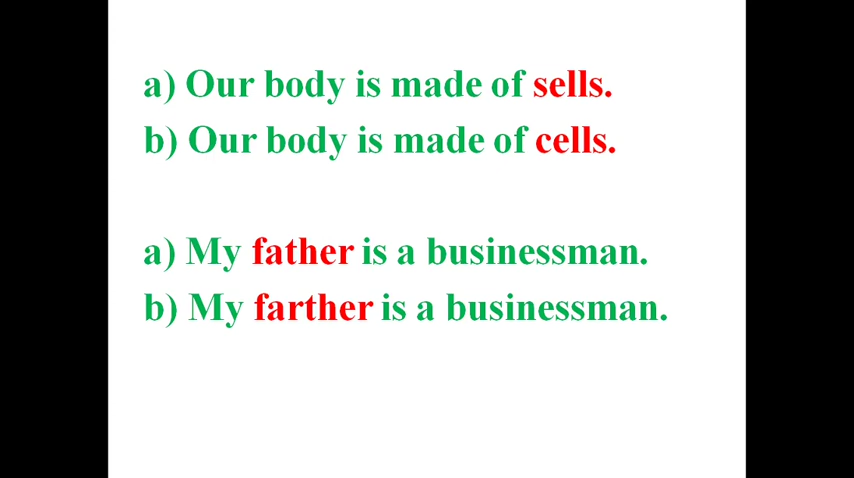 a) Our body is made of sells.
b) Our body is made of cells.
a) My father is a businessman.
b) My farther is a businessman.